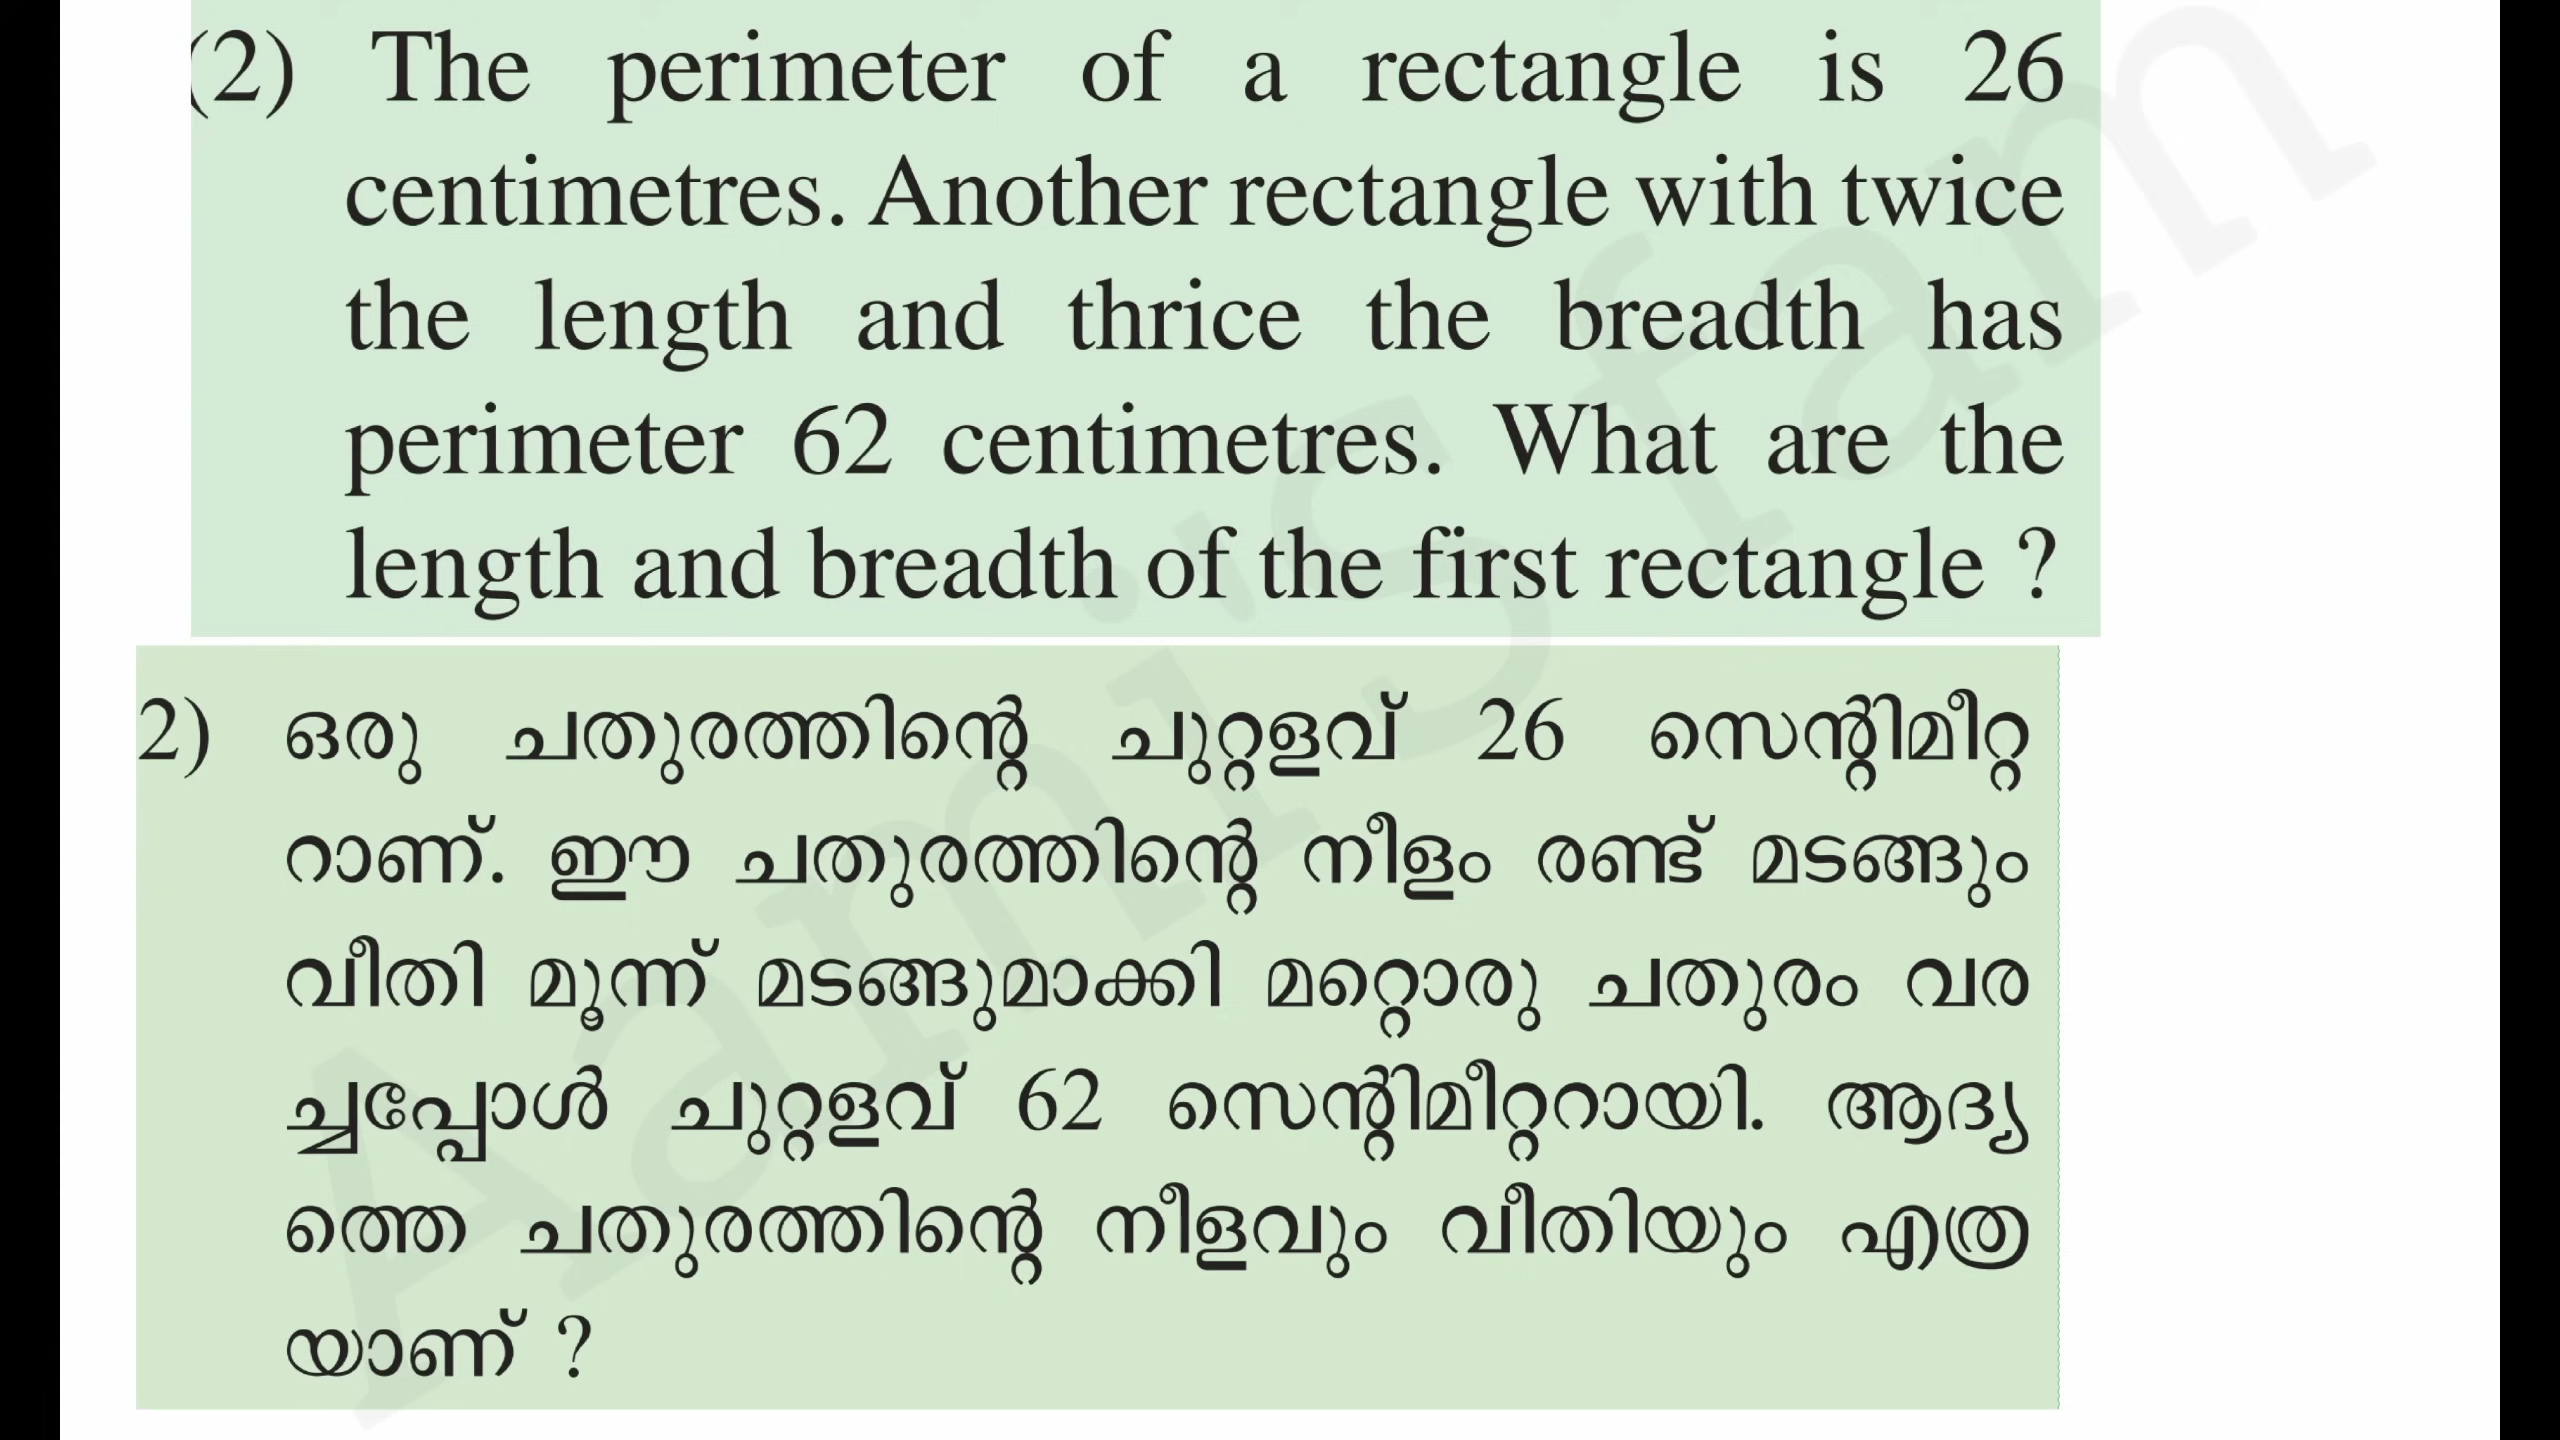 (2) The perimeter of a rectangle is 26
centimetres. Another rectangle with twice
the length and thrice the breadth has
perimeter 62 centimetres. What are the
length and breadth of the first rectangle ?
2) ഒരു ചതുരത്തിന്റെ ചുറ്റളവ് 26 സെന്റിമീറ്റ
റാണ്. ഈ ചതുരത്തിന്റെ നീളം രണ്ട് മടങ്ങും
വീതി മൂന്ന് മടങ്ങുമാക്കി മറ്റൊരു ചതുരം വര
ച്ചപ്പോൾ ചുറ്റളവ് 62 സെന്റിമീറ്ററായി. ആദ്യ
ത്തെ ചതുരത്തിന്റെ നീളവും വീതിയും എത്ര
യാണ് ?
Aami's fam